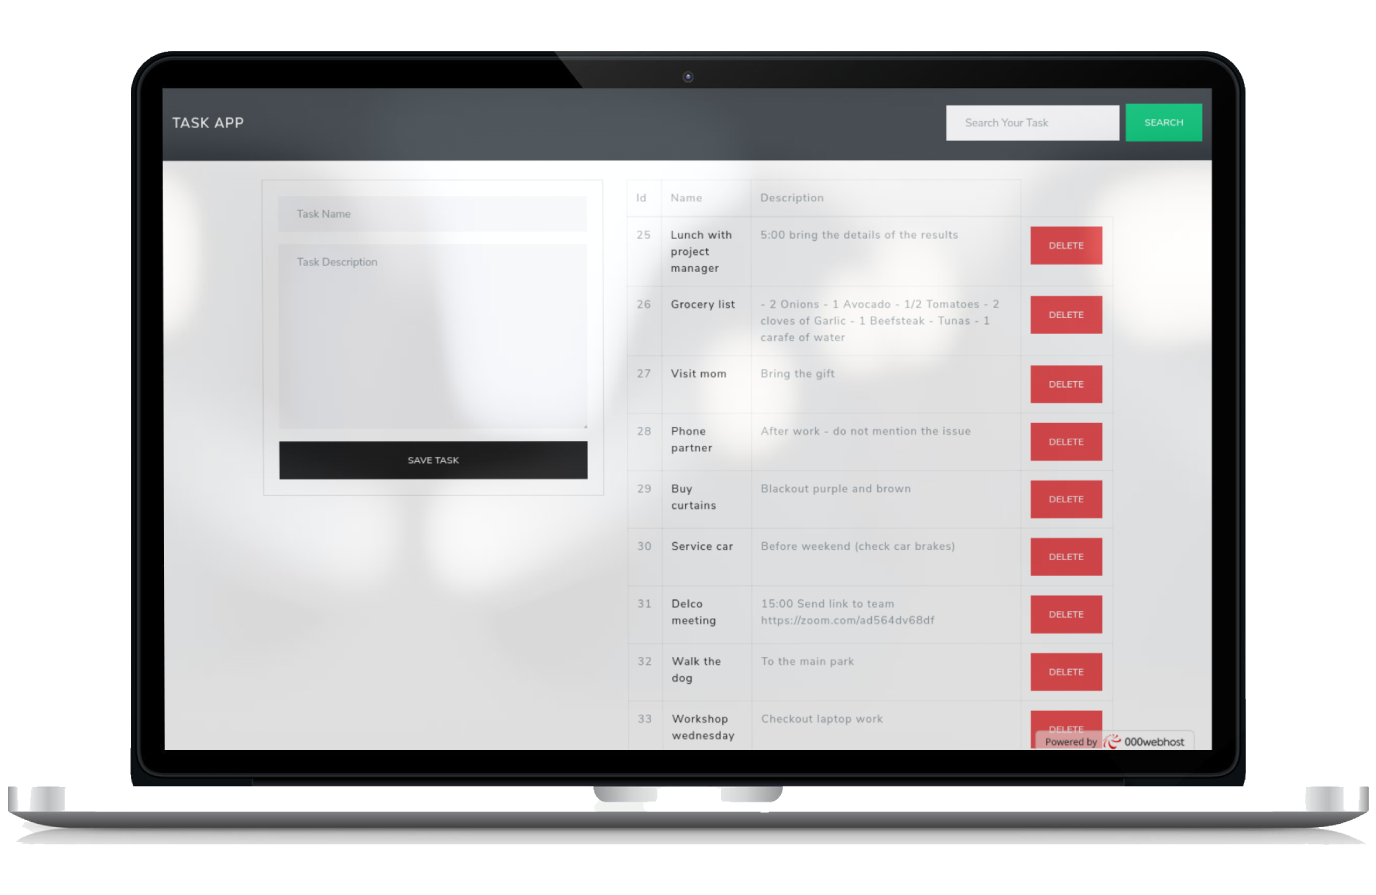 TASK APP
Search Your Task
SEARCH
Task Name
Task Description
SAVE TASK
Id Name Description
25 Lunch with 5:00 bring the details of the results DELETE
project
manager
26 Grocery list - 2 Onions - 1 Avocado - 1/2 Tomatoes - 2 DELETE
cloves of Garlic - 1 Beefsteak - Tunas - 1
carafe of water
27 Visit mom Bring the gift DELETE
28 Phone After work - do not mention the issue DELETE
partner
29 Buy Blackout purple and brown DELETE
curtains
30 Service car Before weekend (check car brakes) DELETE
31 Delco 15:00 Send link to team DELETE
meeting https://zoom.com/ad564dv68df
32 Walk the To the main park DELETE
dog
33 Workshop Checkout laptop work DELETE
wednesday
Powered by 000webhost